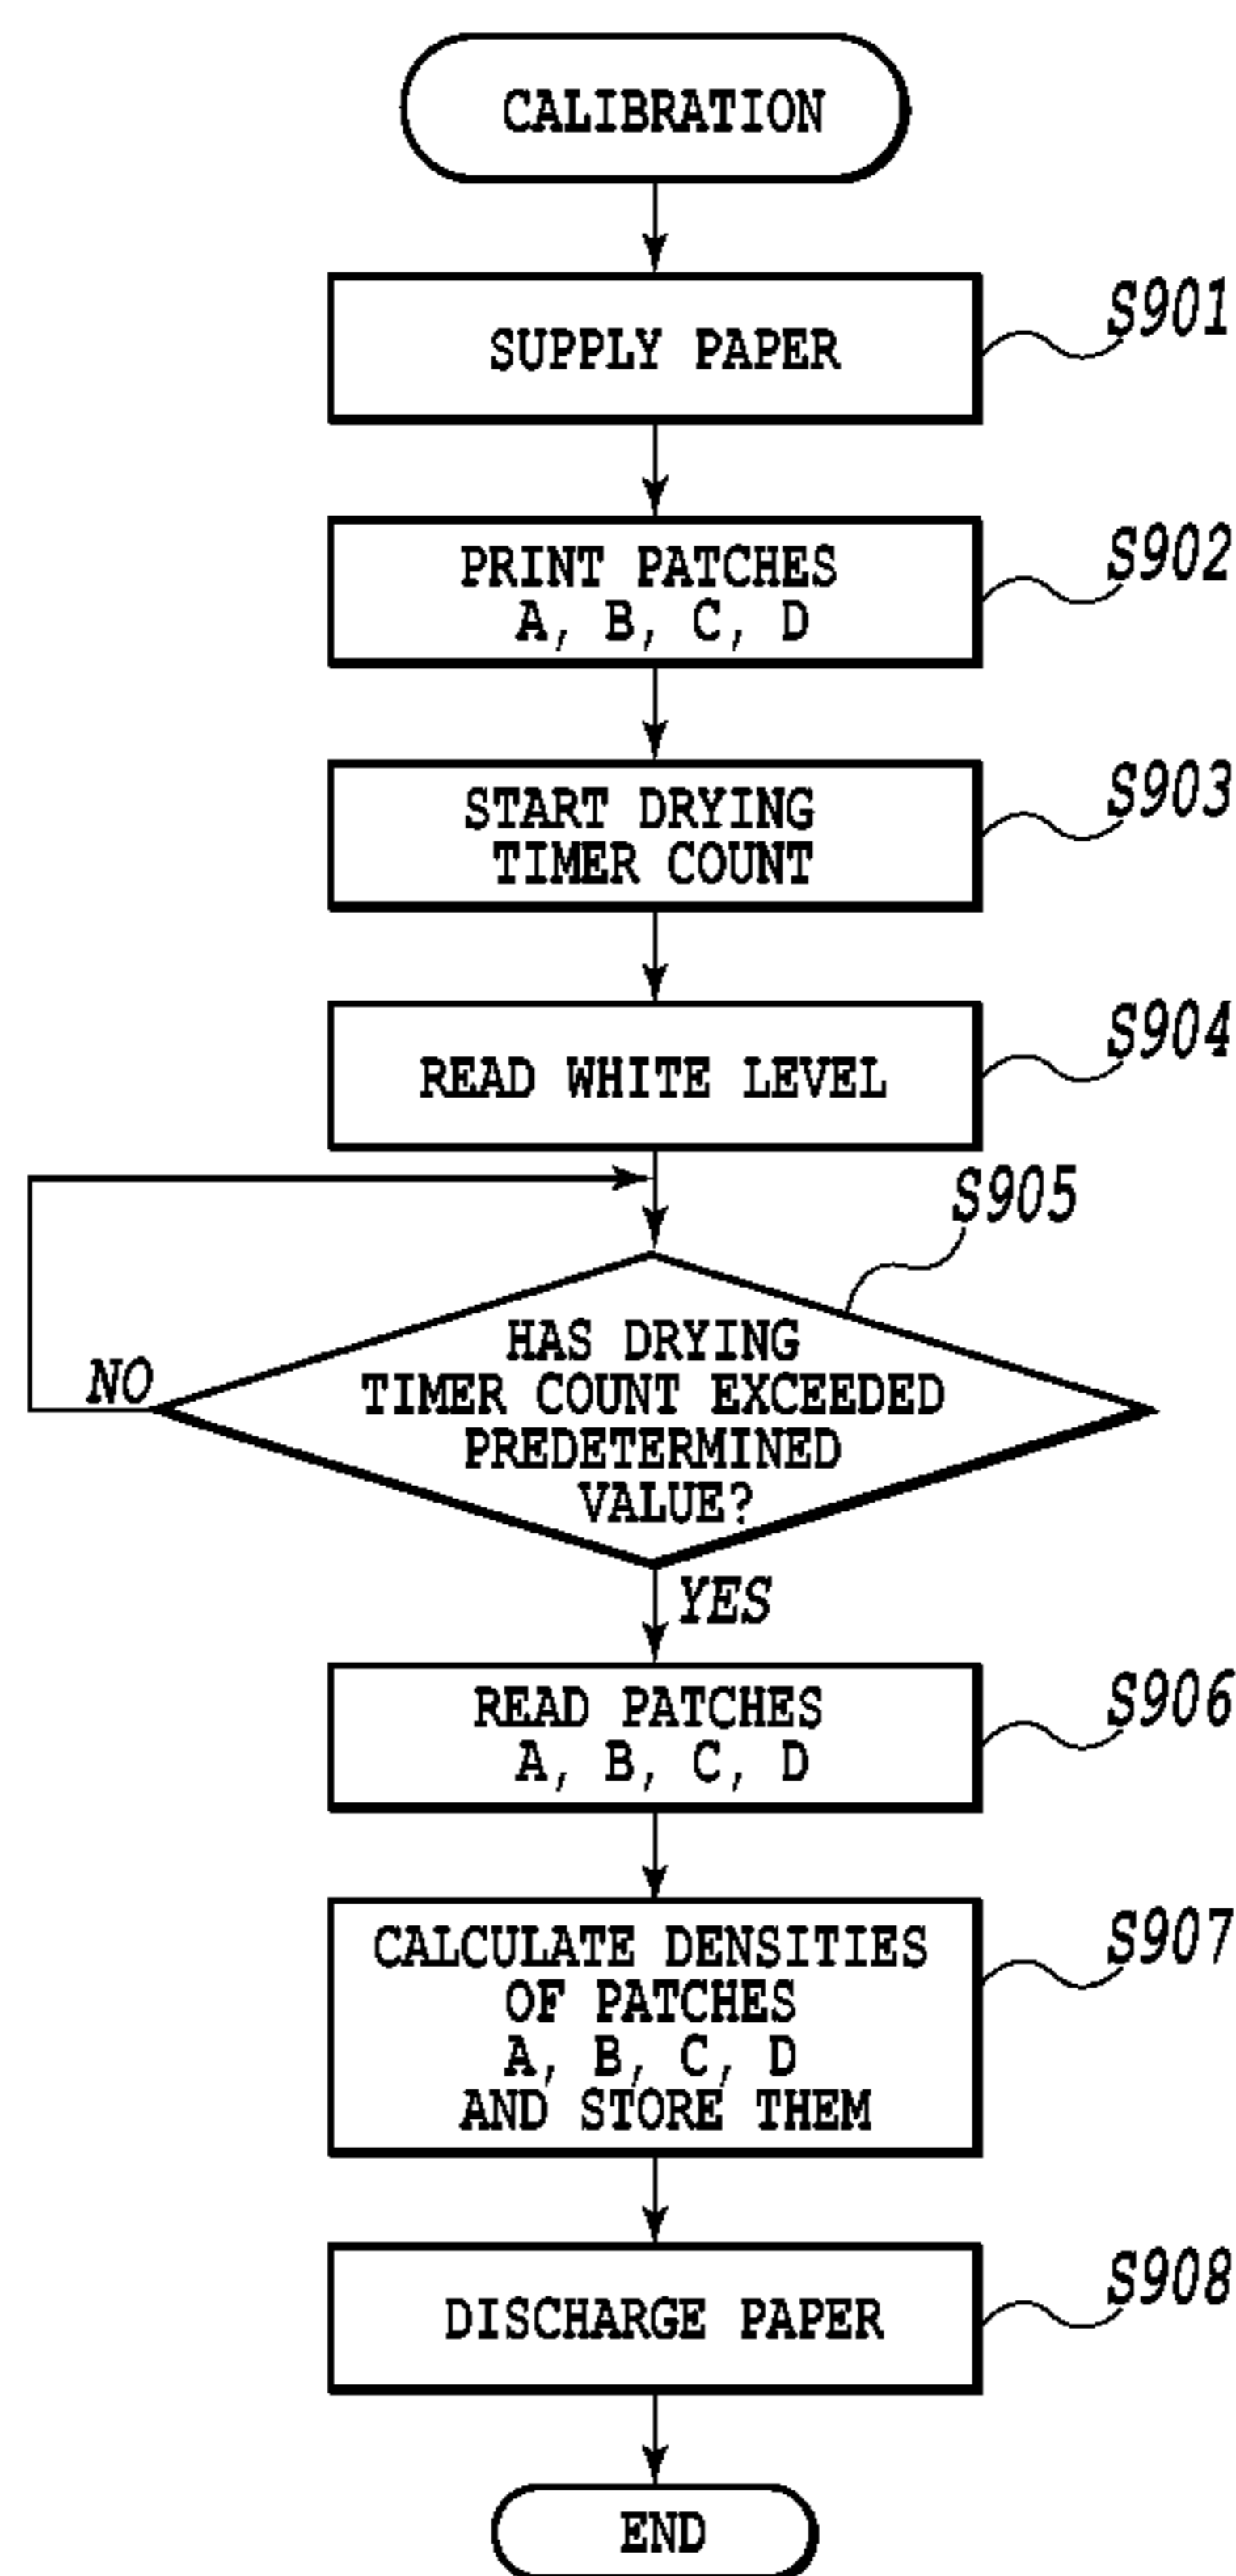 CALIBRATION
SUPPLY PAPER
S901
PRINT PATCHES
A, B, C, D
S902
START DRYING
TIMER COUNT
S903
READ WHITE LEVEL
S904
S905
HAS DRYING
TIMER COUNT EXCEEDED
PREDETERMINED
VALUE?
NO
YES
READ PATCHES
A, B, C, D
S906
CALCULATE DENSITIES
OF PATCHES
A, B, C, D
AND STORE THEM
S907
DISCHARGE PAPER
S908
END